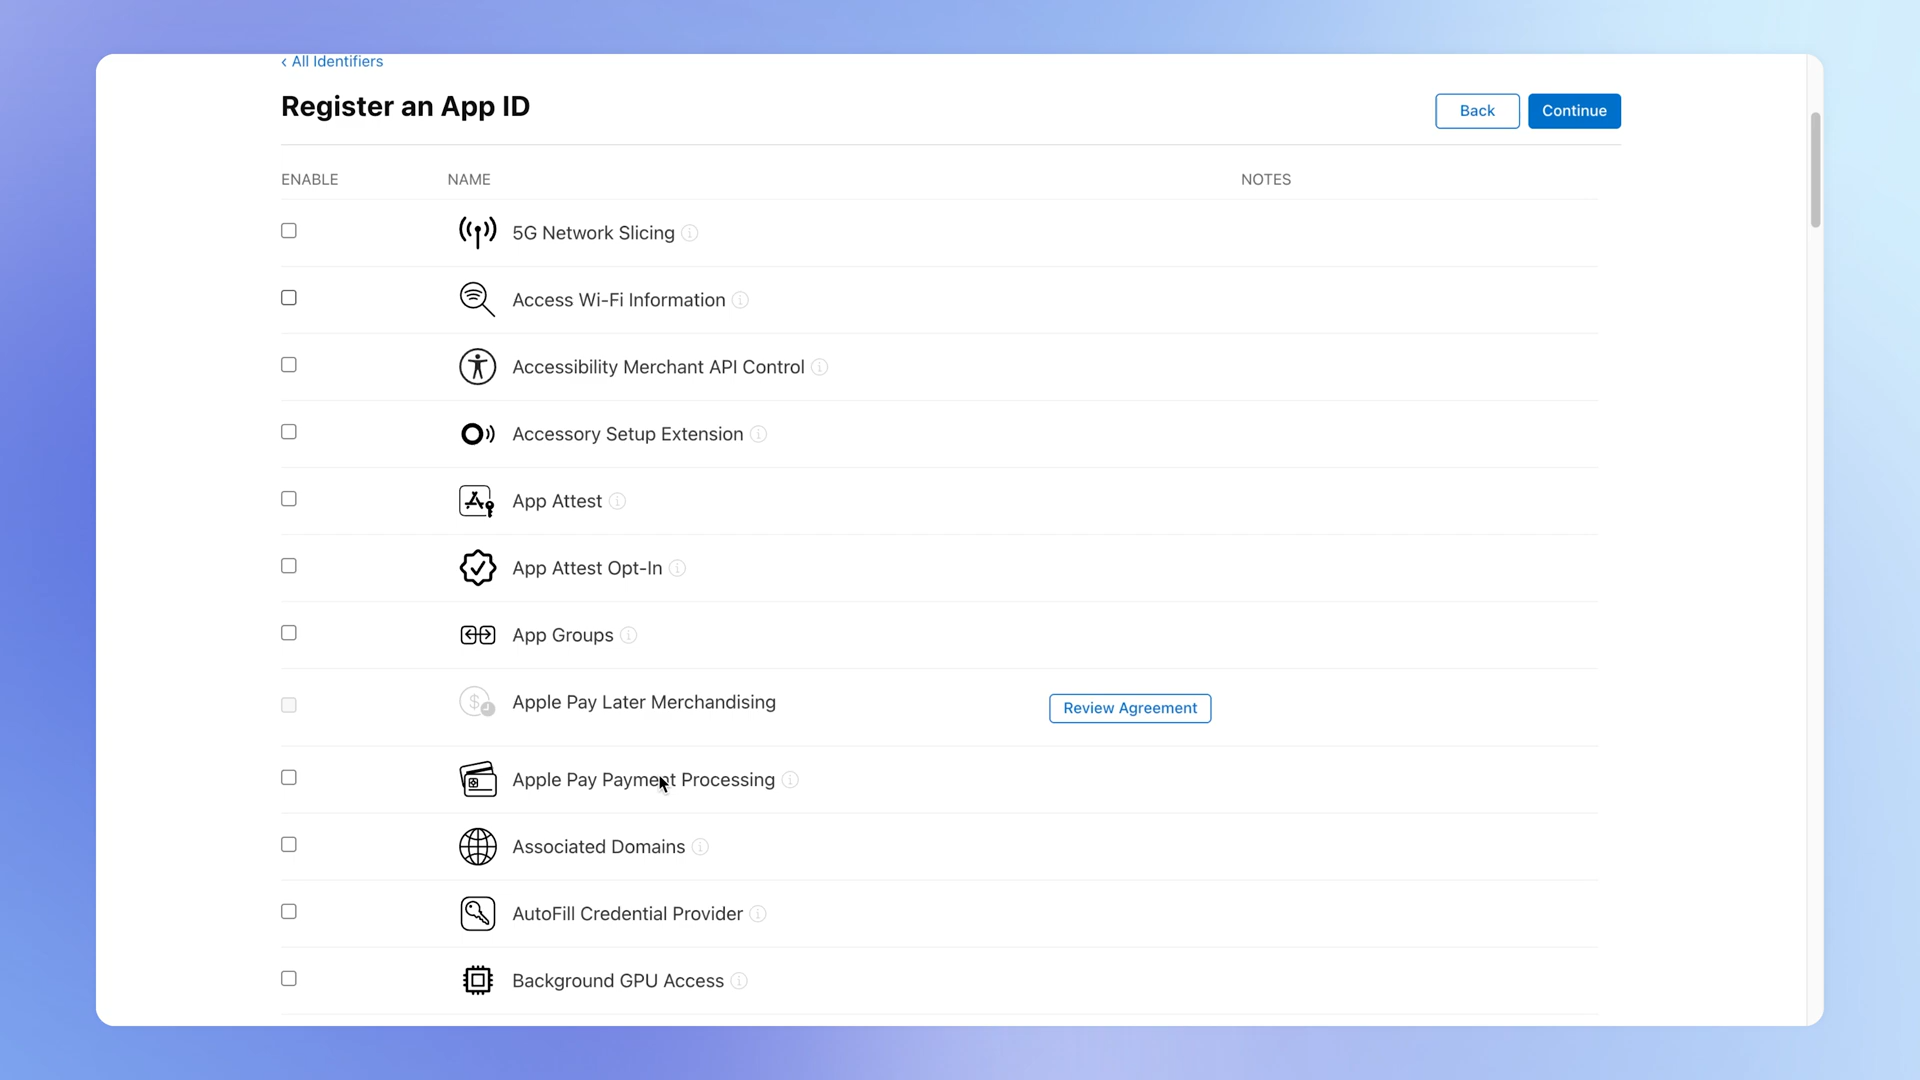 ‹ All Identifiers
Register an App ID
Back
Continue
ENABLE
NAME
NOTES
5G Network Slicing
Access Wi-Fi Information
Accessibility Merchant API Control
Accessory Setup Extension
App Attest
App Attest Opt-In
App Groups
Apple Pay Later Merchandising
Review Agreement
Apple Pay Payment Processing
Associated Domains
AutoFill Credential Provider
Background GPU Access